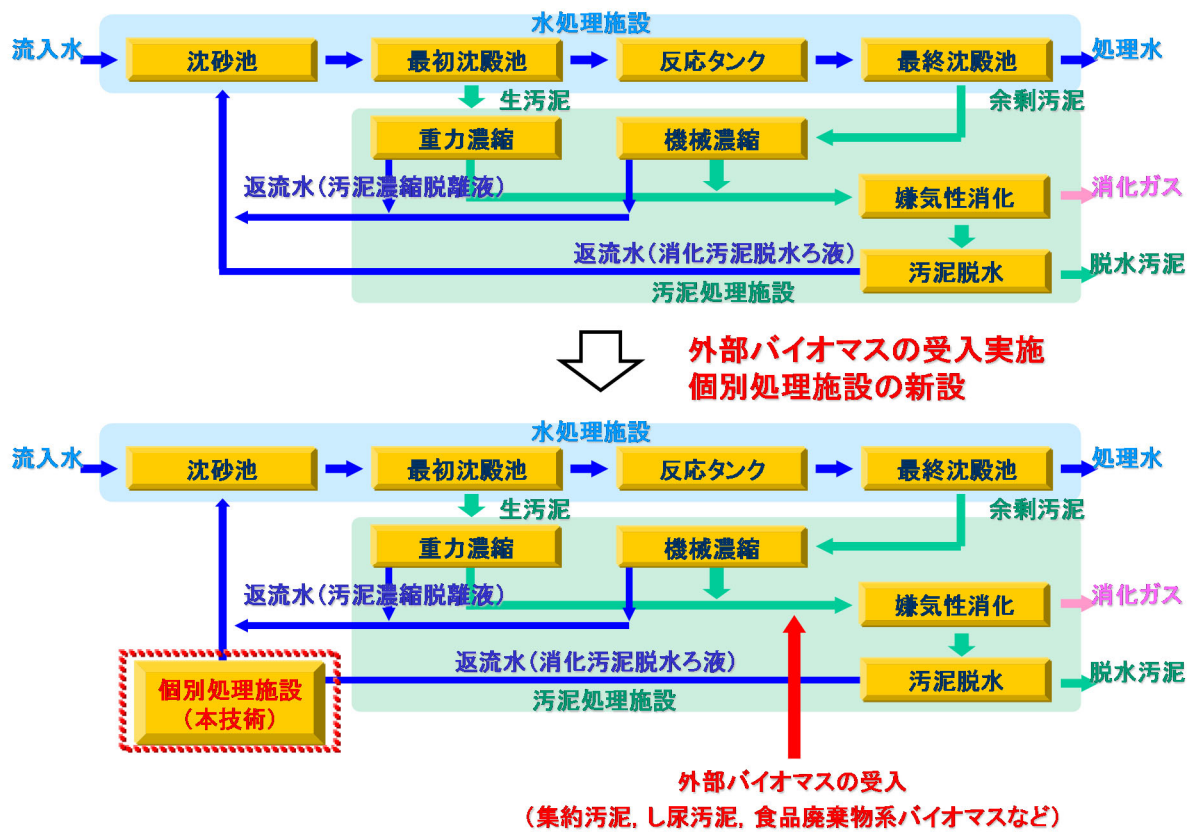 水処理施設
流入水
沈砂池
最初沈殿池
反応タンク
最終沈殿池
処理水
生汚泥
余剰汚泥
重力濃縮
機械濃縮
返流水（汚泥濃縮脱離液）
嫌気性消化
消化ガス
返流水（消化汚泥脱水ろ液）
汚泥脱水
脱水汚泥
汚泥処理施設
外部バイオマスの受入実施
個別処理施設の新設
水処理施設
流入水
沈砂池
最初沈殿池
反応タンク
最終沈殿池
処理水
生汚泥
余剰汚泥
重力濃縮
機械濃縮
返流水（汚泥濃縮脱離液）
嫌気性消化
消化ガス
返流水（消化汚泥脱水ろ液）
汚泥脱水
脱水汚泥
個別処理施設
（本技術）
汚泥処理施設
外部バイオマスの受入
（集約汚泥，し尿汚泥，食品廃棄物系バイオマスなど）